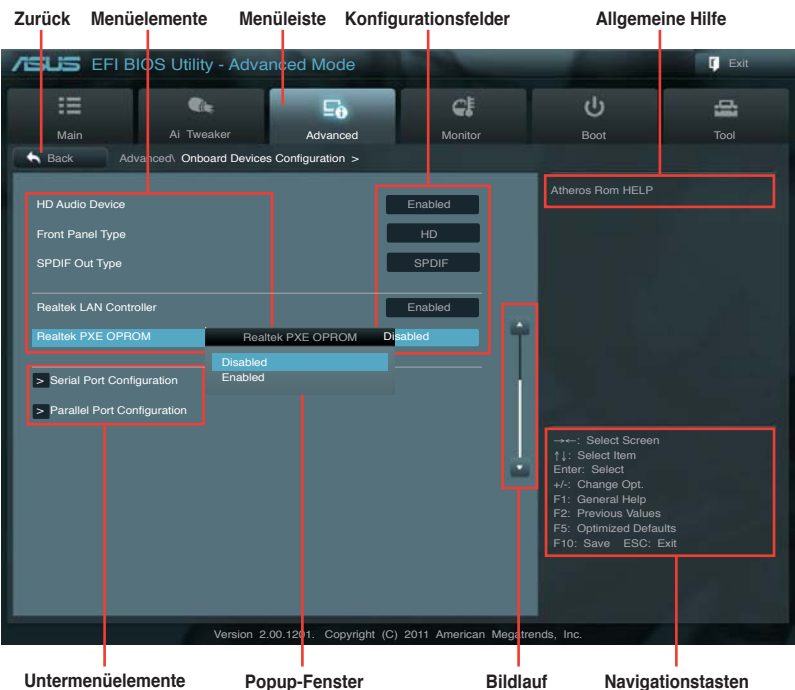 Zurück Menüelemente Menüleiste Konfigurationsfelder Allgemeine Hilfe
ASUS EFI BIOS Utility - Advanced Mode Exit
Main Ai Tweaker Advanced Monitor Boot Tool
Back Advanced\ Onboard Devices Configuration >
Atheros Rom HELP
HD Audio Device Enabled
Front Panel Type HD
SPDIF Out Type SPDIF
Realtek LAN Controller Enabled
Realtek PXE OPROM Realtek PXE OPROM Disabled
Disabled
Enabled
> Serial Port Configuration
> Parallel Port Configuration
→←: Select Screen
↑↓: Select Item
Enter: Select
+/-: Change Opt.
F1: General Help
F2: Previous Values
F5: Optimized Defaults
F10: Save ESC: Exit
Version 2.00.1201. Copyright (C) 2011 American Megatrends, Inc.
Untermenüelemente Popup-Fenster Bildlauf Navigationstasten